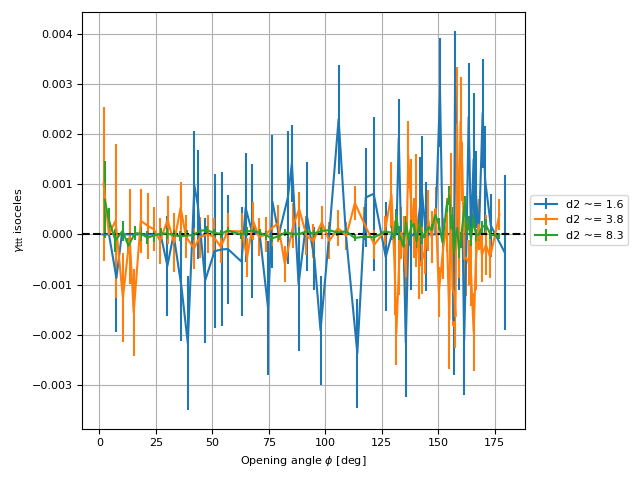 0.004
0.003
0.002
0.001
0.000
−0.001
−0.002
−0.003
γttt isoceles
0 25 50 75 100 125 150 175
Opening angle ϕ [deg]
d2 ~= 1.6
d2 ~= 3.8
d2 ~= 8.3